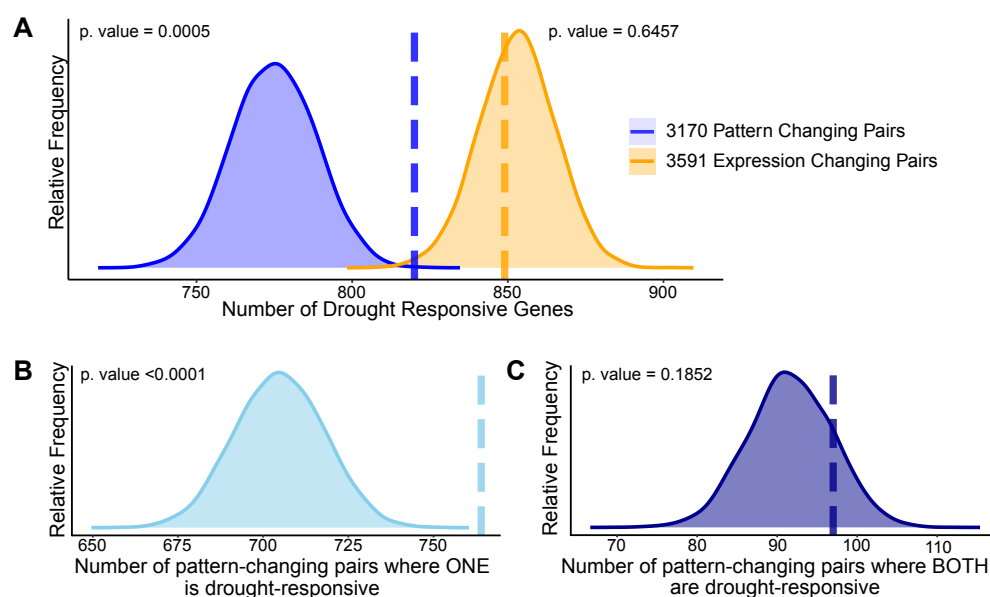 A
p. value = 0.0005
p. value = 0.6457
Relative Frequency
3170 Pattern Changing Pairs
3591 Expression Changing Pairs
750
800
850
900
Number of Drought Responsive Genes
B
p. value <0.0001
Relative Frequency
650
675
700
725
750
Number of pattern-changing pairs where ONE
is drought-responsive
C
p. value = 0.1852
Relative Frequency
70
80
90
100
110
Number of pattern-changing pairs where BOTH
are drought-responsive